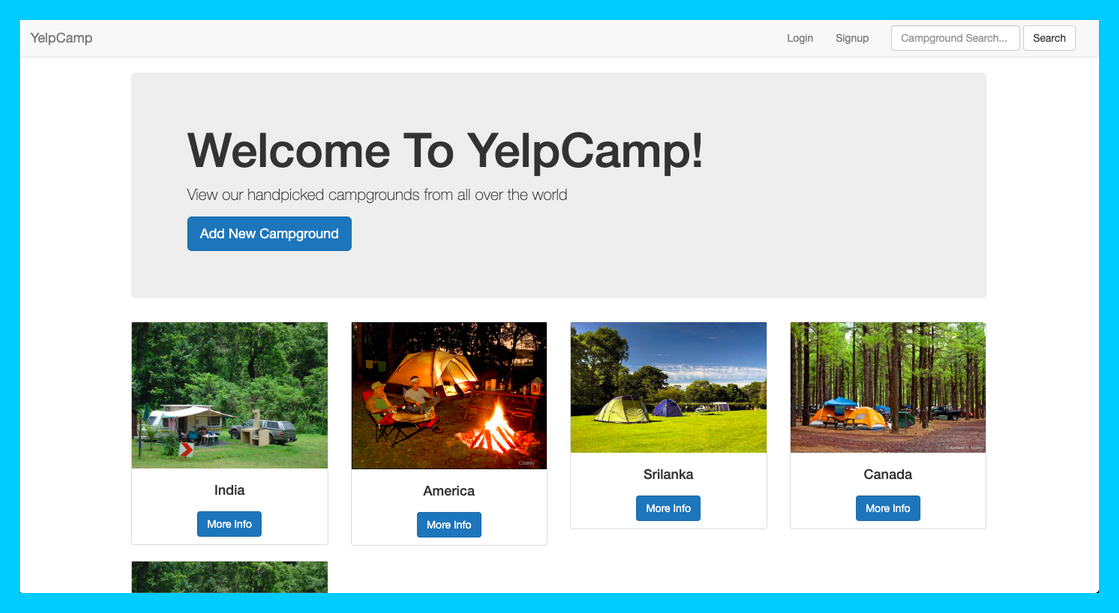 YelpCamp
Login
Signup
Campground Search...
Search
Welcome To YelpCamp!
View our handpicked campgrounds from all over the world
Add New Campground
India
More Info
America
More Info
Srilanka
More Info
Canada
More Info